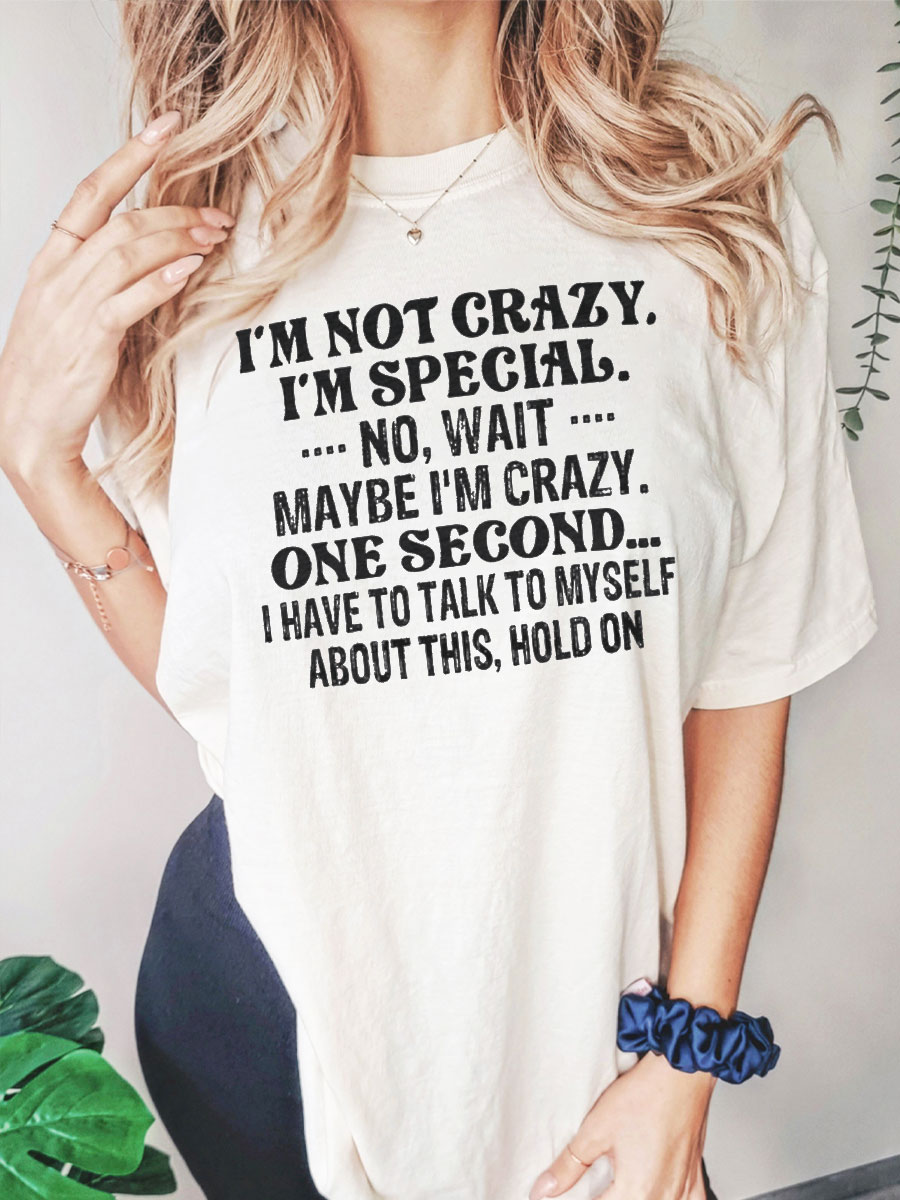 I'M NOT CRAZY.
I'M SPECIAL.
.... NO, WAIT ....
MAYBE I'M CRAZY.
ONE SECOND...
I HAVE TO TALK TO MYSELF
ABOUT THIS, HOLD ON